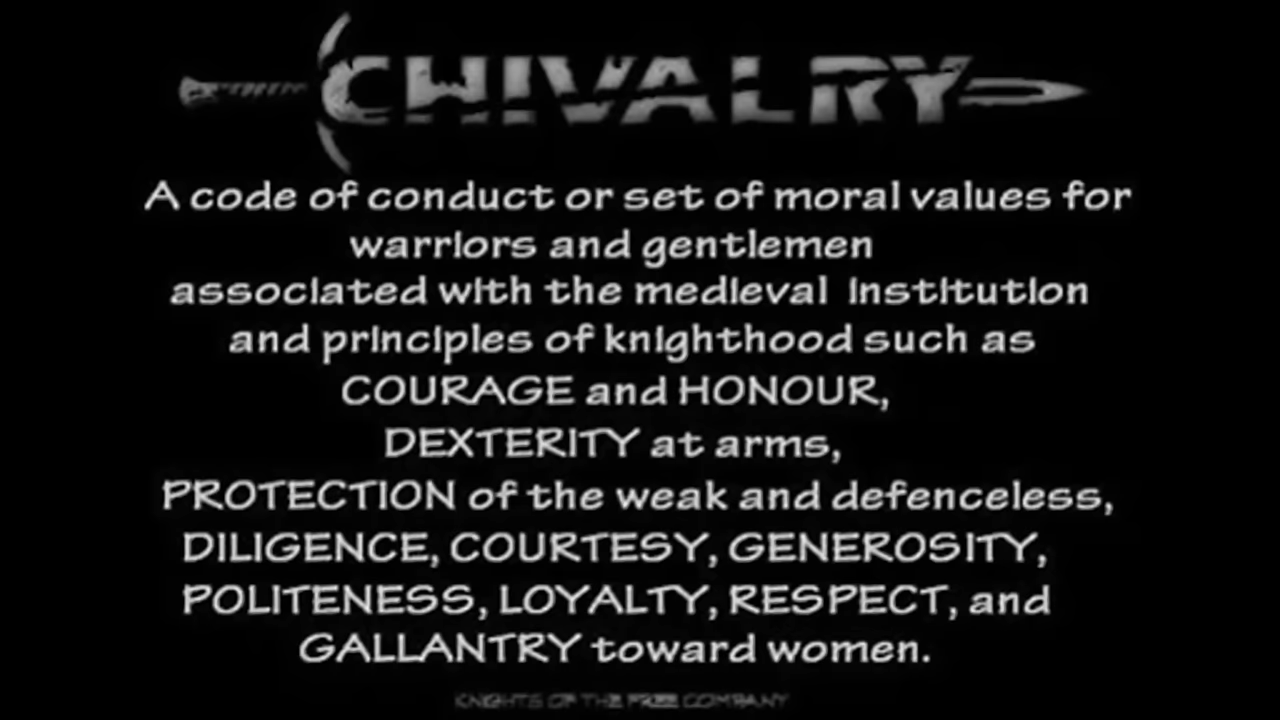 CHIVALRY
A code of conduct or set of moral values for
warriors and gentlemen
associated with the medieval institution
and principles of knighthood such as
COURAGE and HONOUR,
DEXTERITY at arms,
PROTECTION of the weak and defenceless,
DILIGENCE, COURTESY, GENEROSITY,
POLITENESS, LOYALTY, RESPECT, and
GALLANTRY toward women.
KNIGHTS OF THE FREE COMPANY